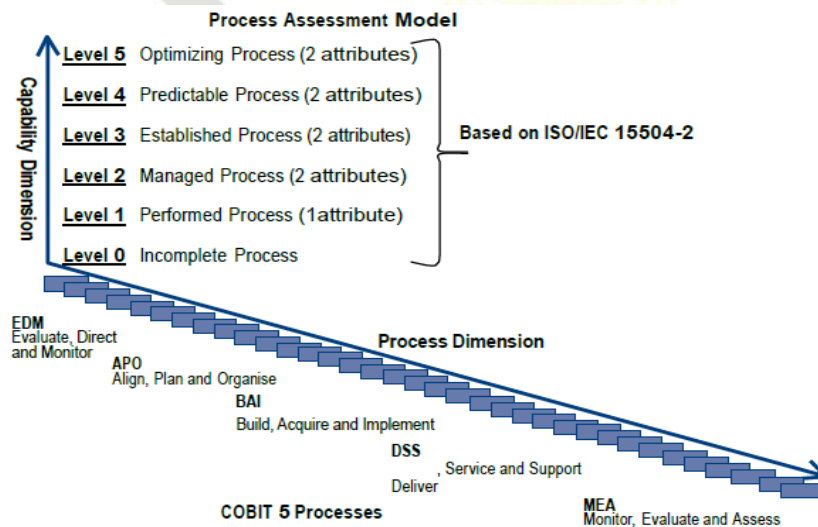 Process Assessment Model
Capability Dimension
Level 5 Optimizing Process (2 attributes)
Level 4 Predictable Process (2 attributes)
Level 3 Established Process (2 attributes)
Level 2 Managed Process (2 attributes)
Level 1 Performed Process (1attribute)
Level 0 Incomplete Process
Based on ISO/IEC 15504-2
Process Dimension
EDM
Evaluate, Direct
and Monitor
APO
Align, Plan and Organise
BAI
Build, Acquire and Implement
DSS
, Service and Support
Deliver
MEA
Monitor, Evaluate and Assess
COBIT 5 Processes